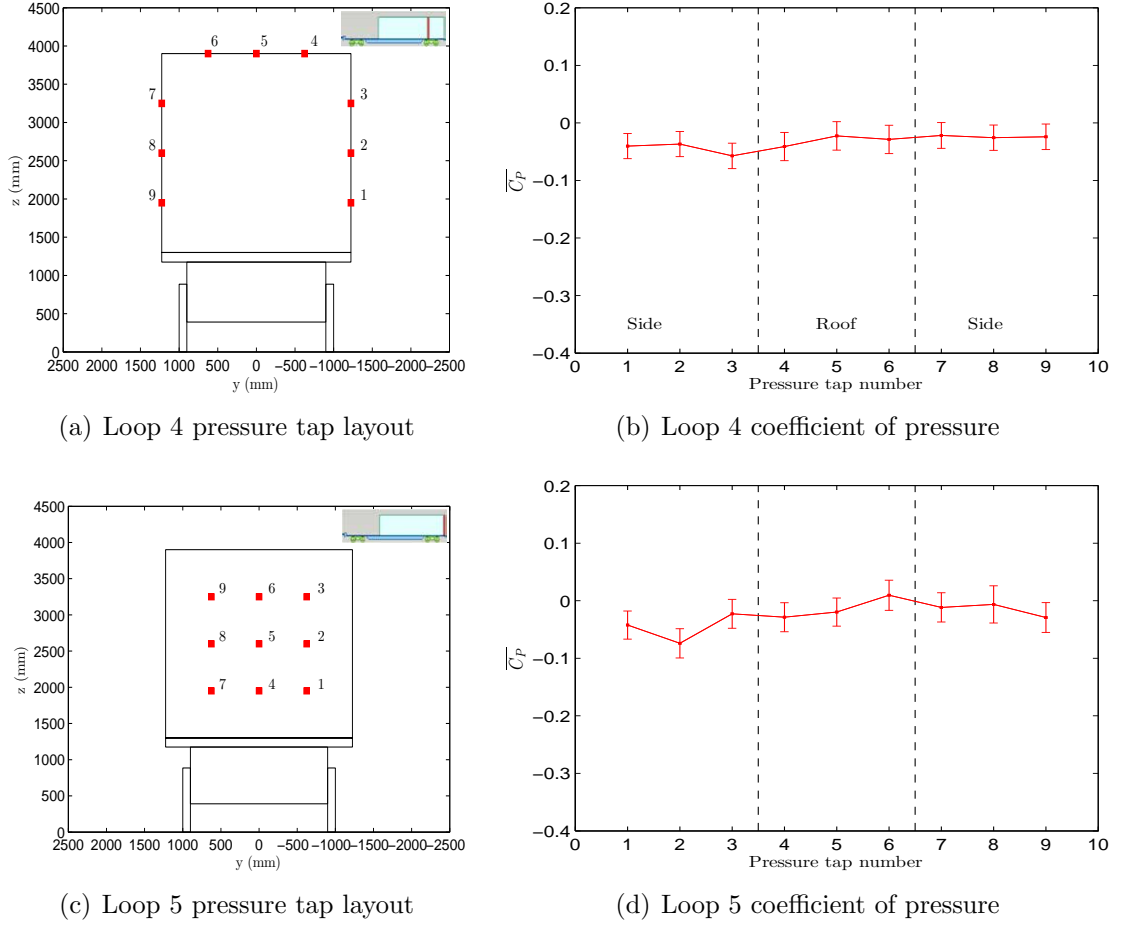 4500
4000
3500
3000
2500
2000
1500
1000
500
0
z (mm)
6
5
4
7
3
8
2
9
1
2500 2000 1500 1000 500 0 −500 −1000−1500−2000−2500
y (mm)
(a) Loop 4 pressure tap layout
0.2
0.1
0
−0.1
−0.2
−0.3
−0.4
C̅P
Side
Roof
Side
0 1 2 3 4 5 6 7 8 9 10
Pressure tap number
(b) Loop 4 coefficient of pressure
4500
4000
3500
3000
2500
2000
1500
1000
500
0
z (mm)
9
6
3
8
5
2
7
4
1
2500 2000 1500 1000 500 0 −500 −1000−1500−2000−2500
y (mm)
(c) Loop 5 pressure tap layout
0.2
0.1
0
−0.1
−0.2
−0.3
−0.4
C̅P
0 1 2 3 4 5 6 7 8 9 10
Pressure tap number
(d) Loop 5 coefficient of pressure